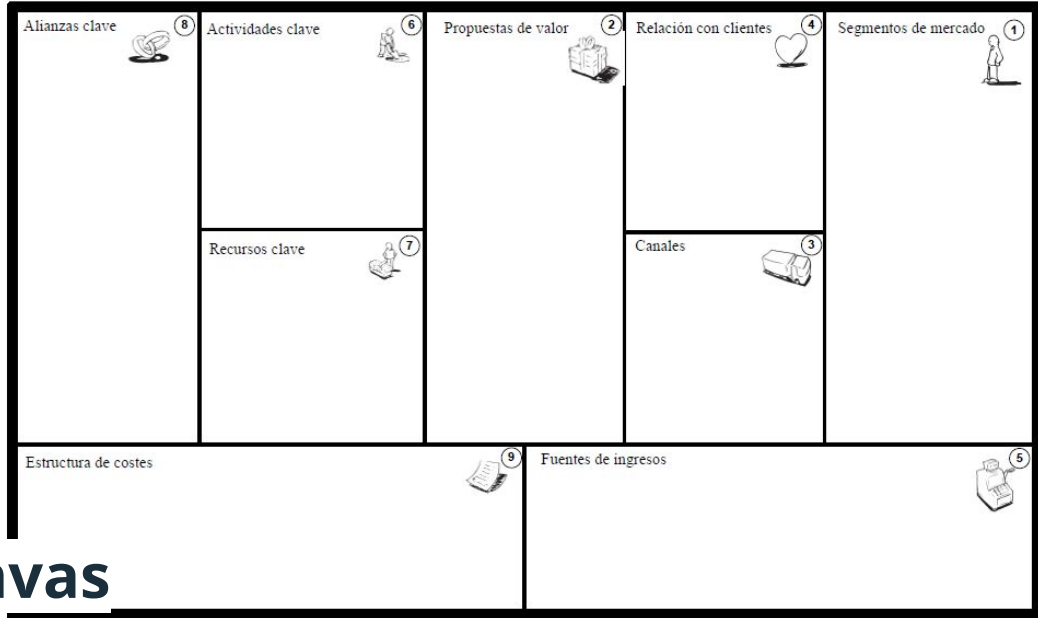 Alianzas clave
8
Actividades clave
6
Propuestas de valor
2
Relación con clientes
4
Segmentos de mercado
1
Recursos clave
7
Canales
3
Estructura de costes
9
Fuentes de ingresos
5
vas